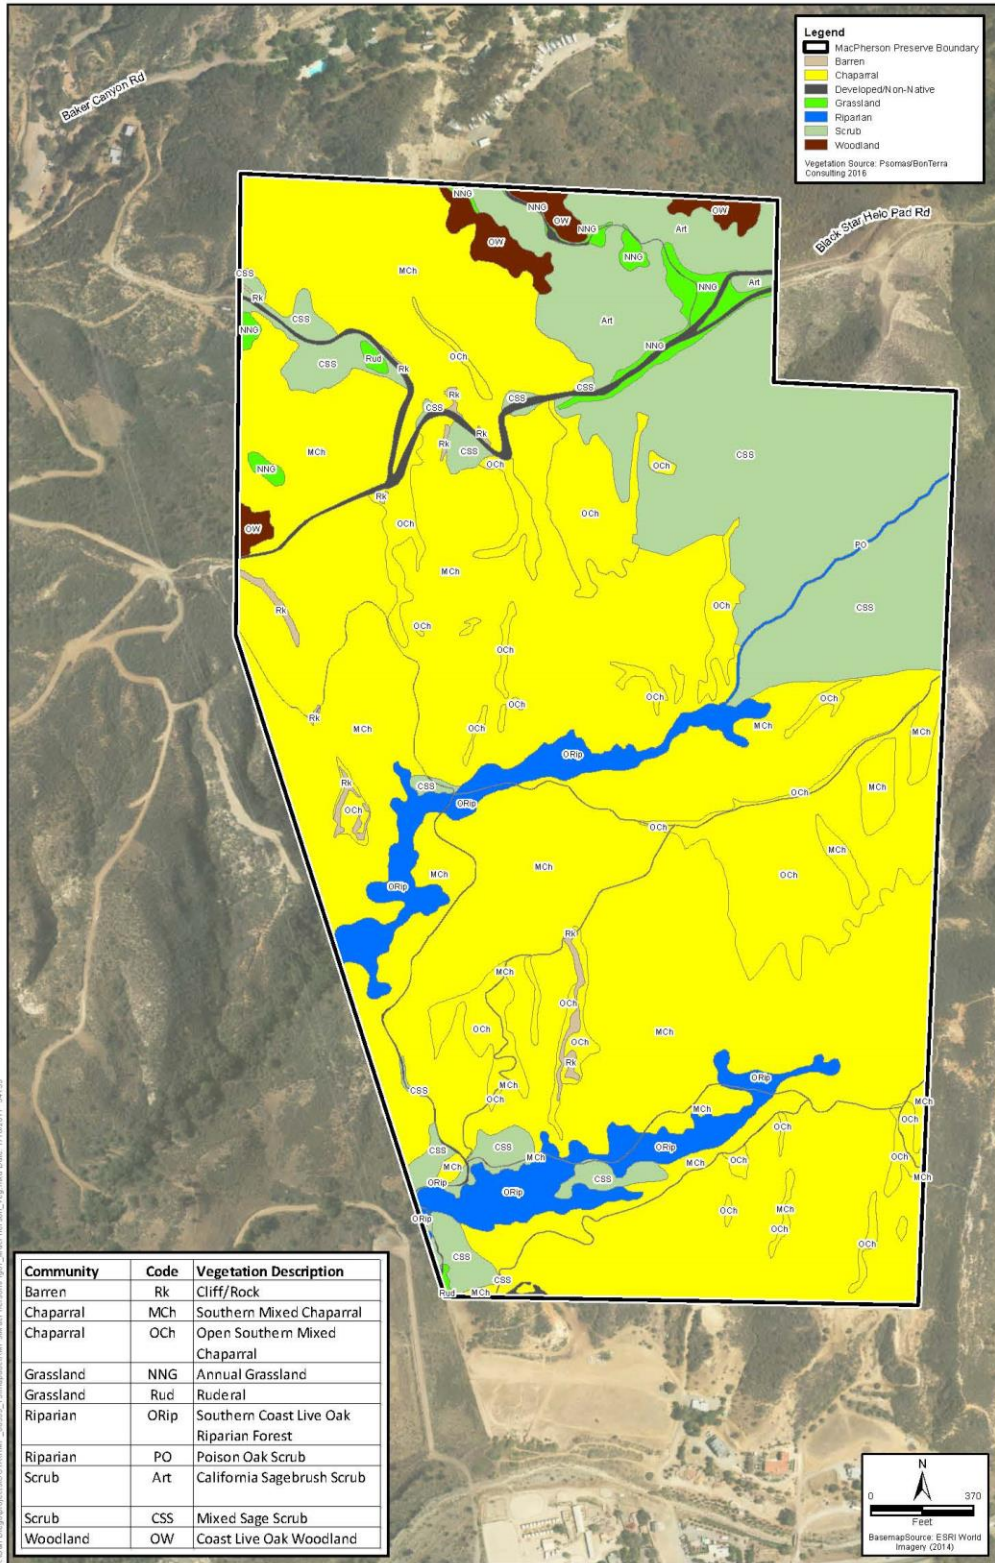 Legend
MacPherson Preserve Boundary
Barren
Chaparral
Developed/Non-Native
Grassland
Riparian
Scrub
Woodland
Vegetation Source: Psomas/BonTerra
Consulting 2016
Baker Canyon Rd
Black Star Helo Pad Rd
NNG
NNG
OW
OW
NNG
OW
Art
NNG
MCh
CSS
Rk
NNG
Art
CSS
Art
NNG
CSS
Rud
Rk
NNG
OCh
CSS
Rk
CSS
CSS
Rk
Rk
CSS
MCh
OCh
CSS
OCh
NNG
Rk
OCh
OCh
OW
PO
MCh
CSS
Rk
OCh
OCh
OCh
OCh
OCh
OCh
Rk
MCh
OCh
MCh
MCh
ORip
Rk
CSS
MCh
OCh
ORip
OCh
OCh
MCh
MCh
MCh
OCh
ORip
Rk
MCh
OCh
OCh
MCh
OCh
Rk
ORip
CSS
MCh
OCh
MCh
MCh
OCh
CSS
CSS
MCh
ORip
OCh
MCh
MCh
CSS
MCh
ORip
ORip
ORip
OCh
MCh
OCh
CSS
OCh
CSS
Rud
MCh
Community Code Vegetation Description
Barren Rk Cliff/Rock
Chaparral MCh Southern Mixed Chaparral
Chaparral OCh Open Southern Mixed
Chaparral
Grassland NNG Annual Grassland
Grassland Rud Ruderal
Riparian ORip Southern Coast Live Oak
Riparian Forest
Riparian PO Poison Oak Scrub
Scrub Art California Sagebrush Scrub
Scrub CSS Mixed Sage Scrub
Woodland OW Coast Live Oak Woodland
N
0 370
Feet
BasemapSource: ESRI World
Imagery (2014)